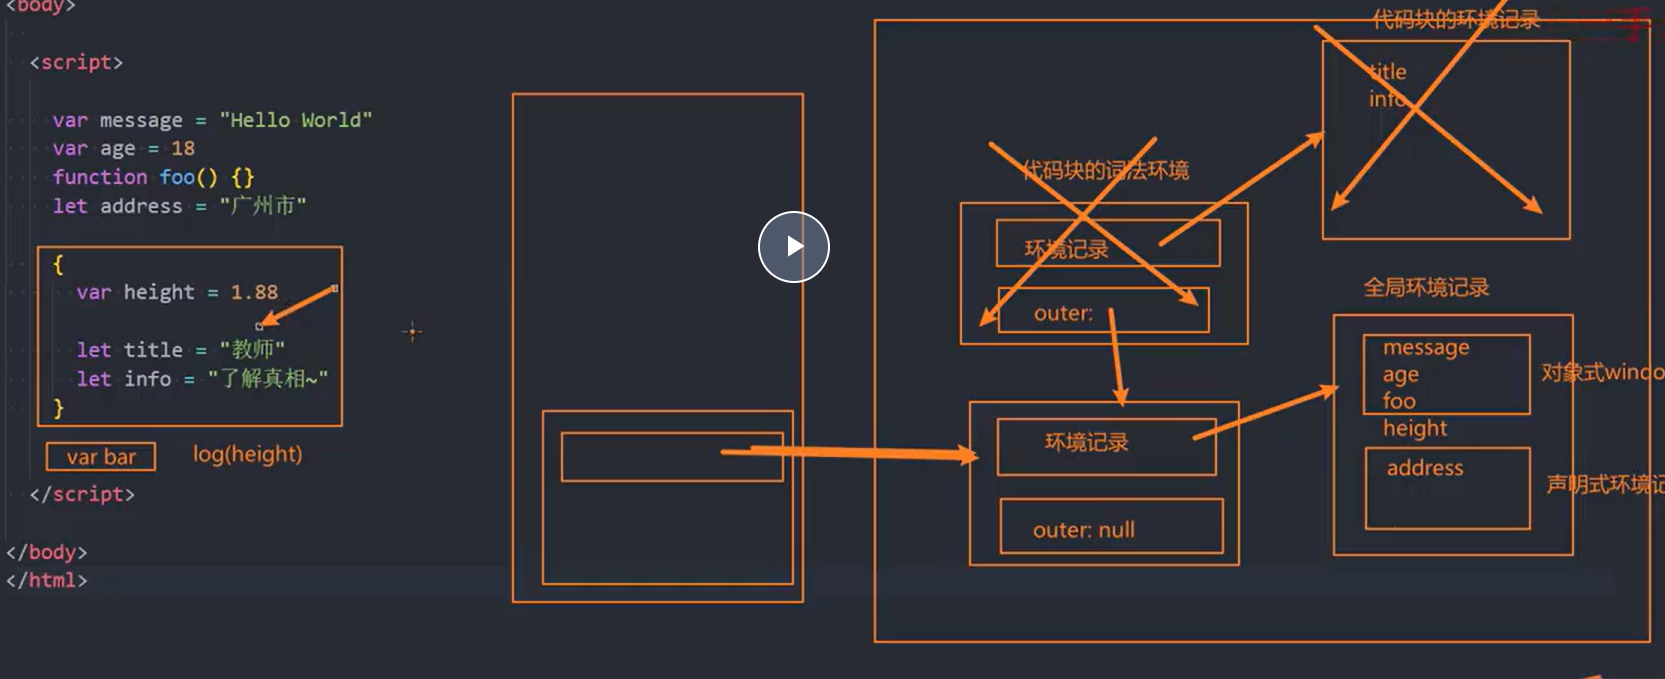 <body>
<script>
var message = "Hello World"
var age = 18
function foo() {}
let address = "广州市"
{
var height = 1.88
let title = "教师"
let info = "了解真相~"
}
var bar
log(height)
</script>
</body>
</html>
代码块的词法环境
环境记录
outer:
环境记录
outer: null
代码块的环境记录
title
info
全局环境记录
message
age
foo
height
对象式windo
address
声明式环境记